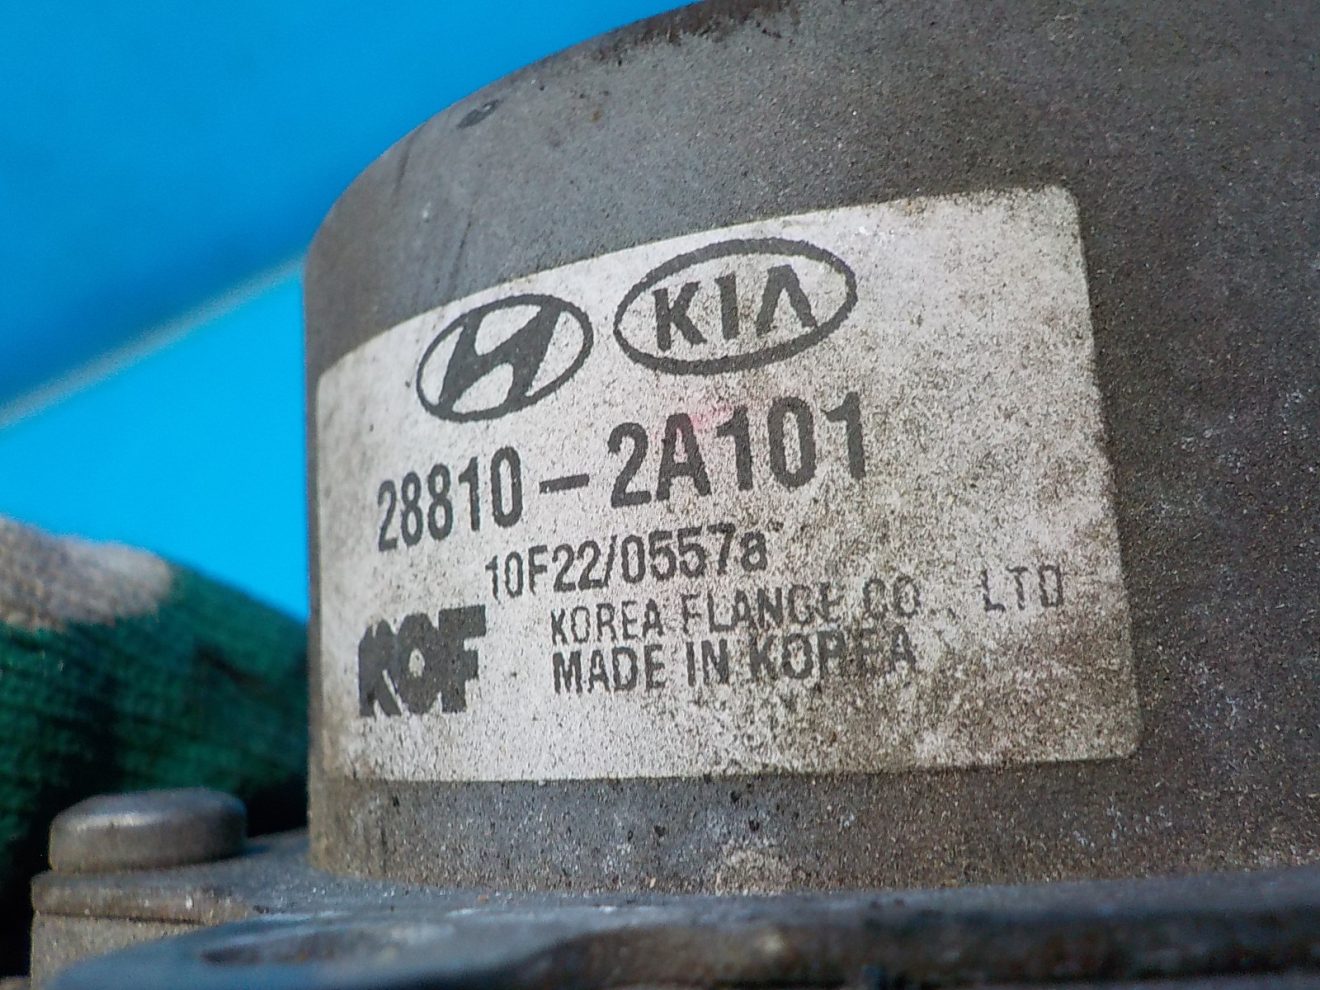 KIA
28810-2A101
10F22/0557a
KOF
KOREA FLANGE CO., LTD
MADE IN KOREA